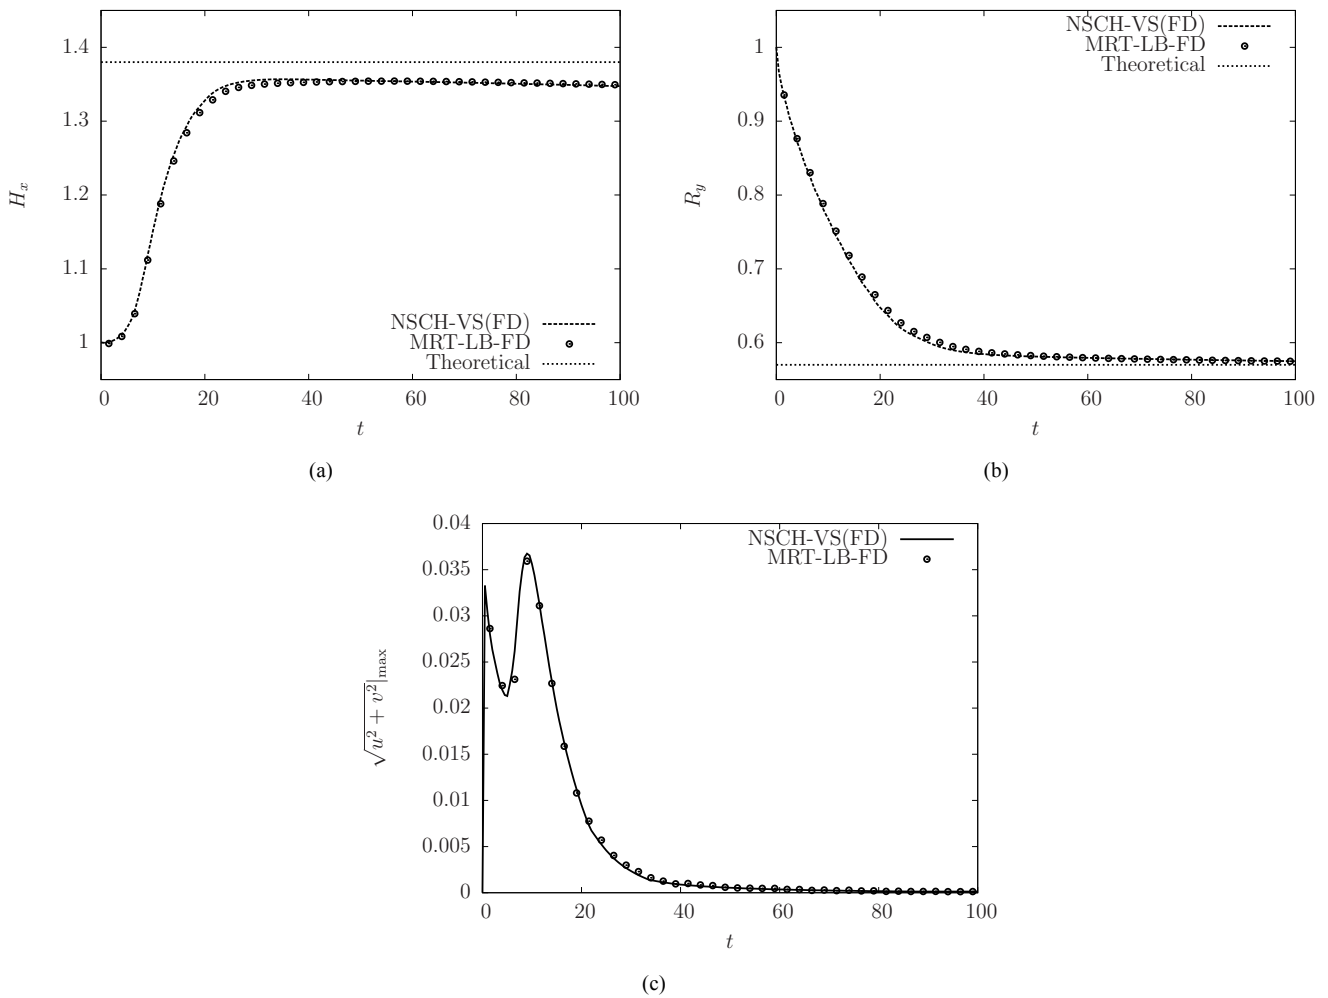 1.4
1.3
1.2
1.1
1
H_x
0 20 40 60 80 100
t
NSCH-VS(FD)
MRT-LB-FD
Theoretical
(a)
1
0.9
0.8
0.7
0.6
R_y
0 20 40 60 80 100
t
NSCH-VS(FD)
MRT-LB-FD
Theoretical
(b)
0.04
0.035
0.03
0.025
0.02
0.015
0.01
0.005
0
√(u² + v²)|max
0 20 40 60 80 100
t
NSCH-VS(FD)
MRT-LB-FD
(c)